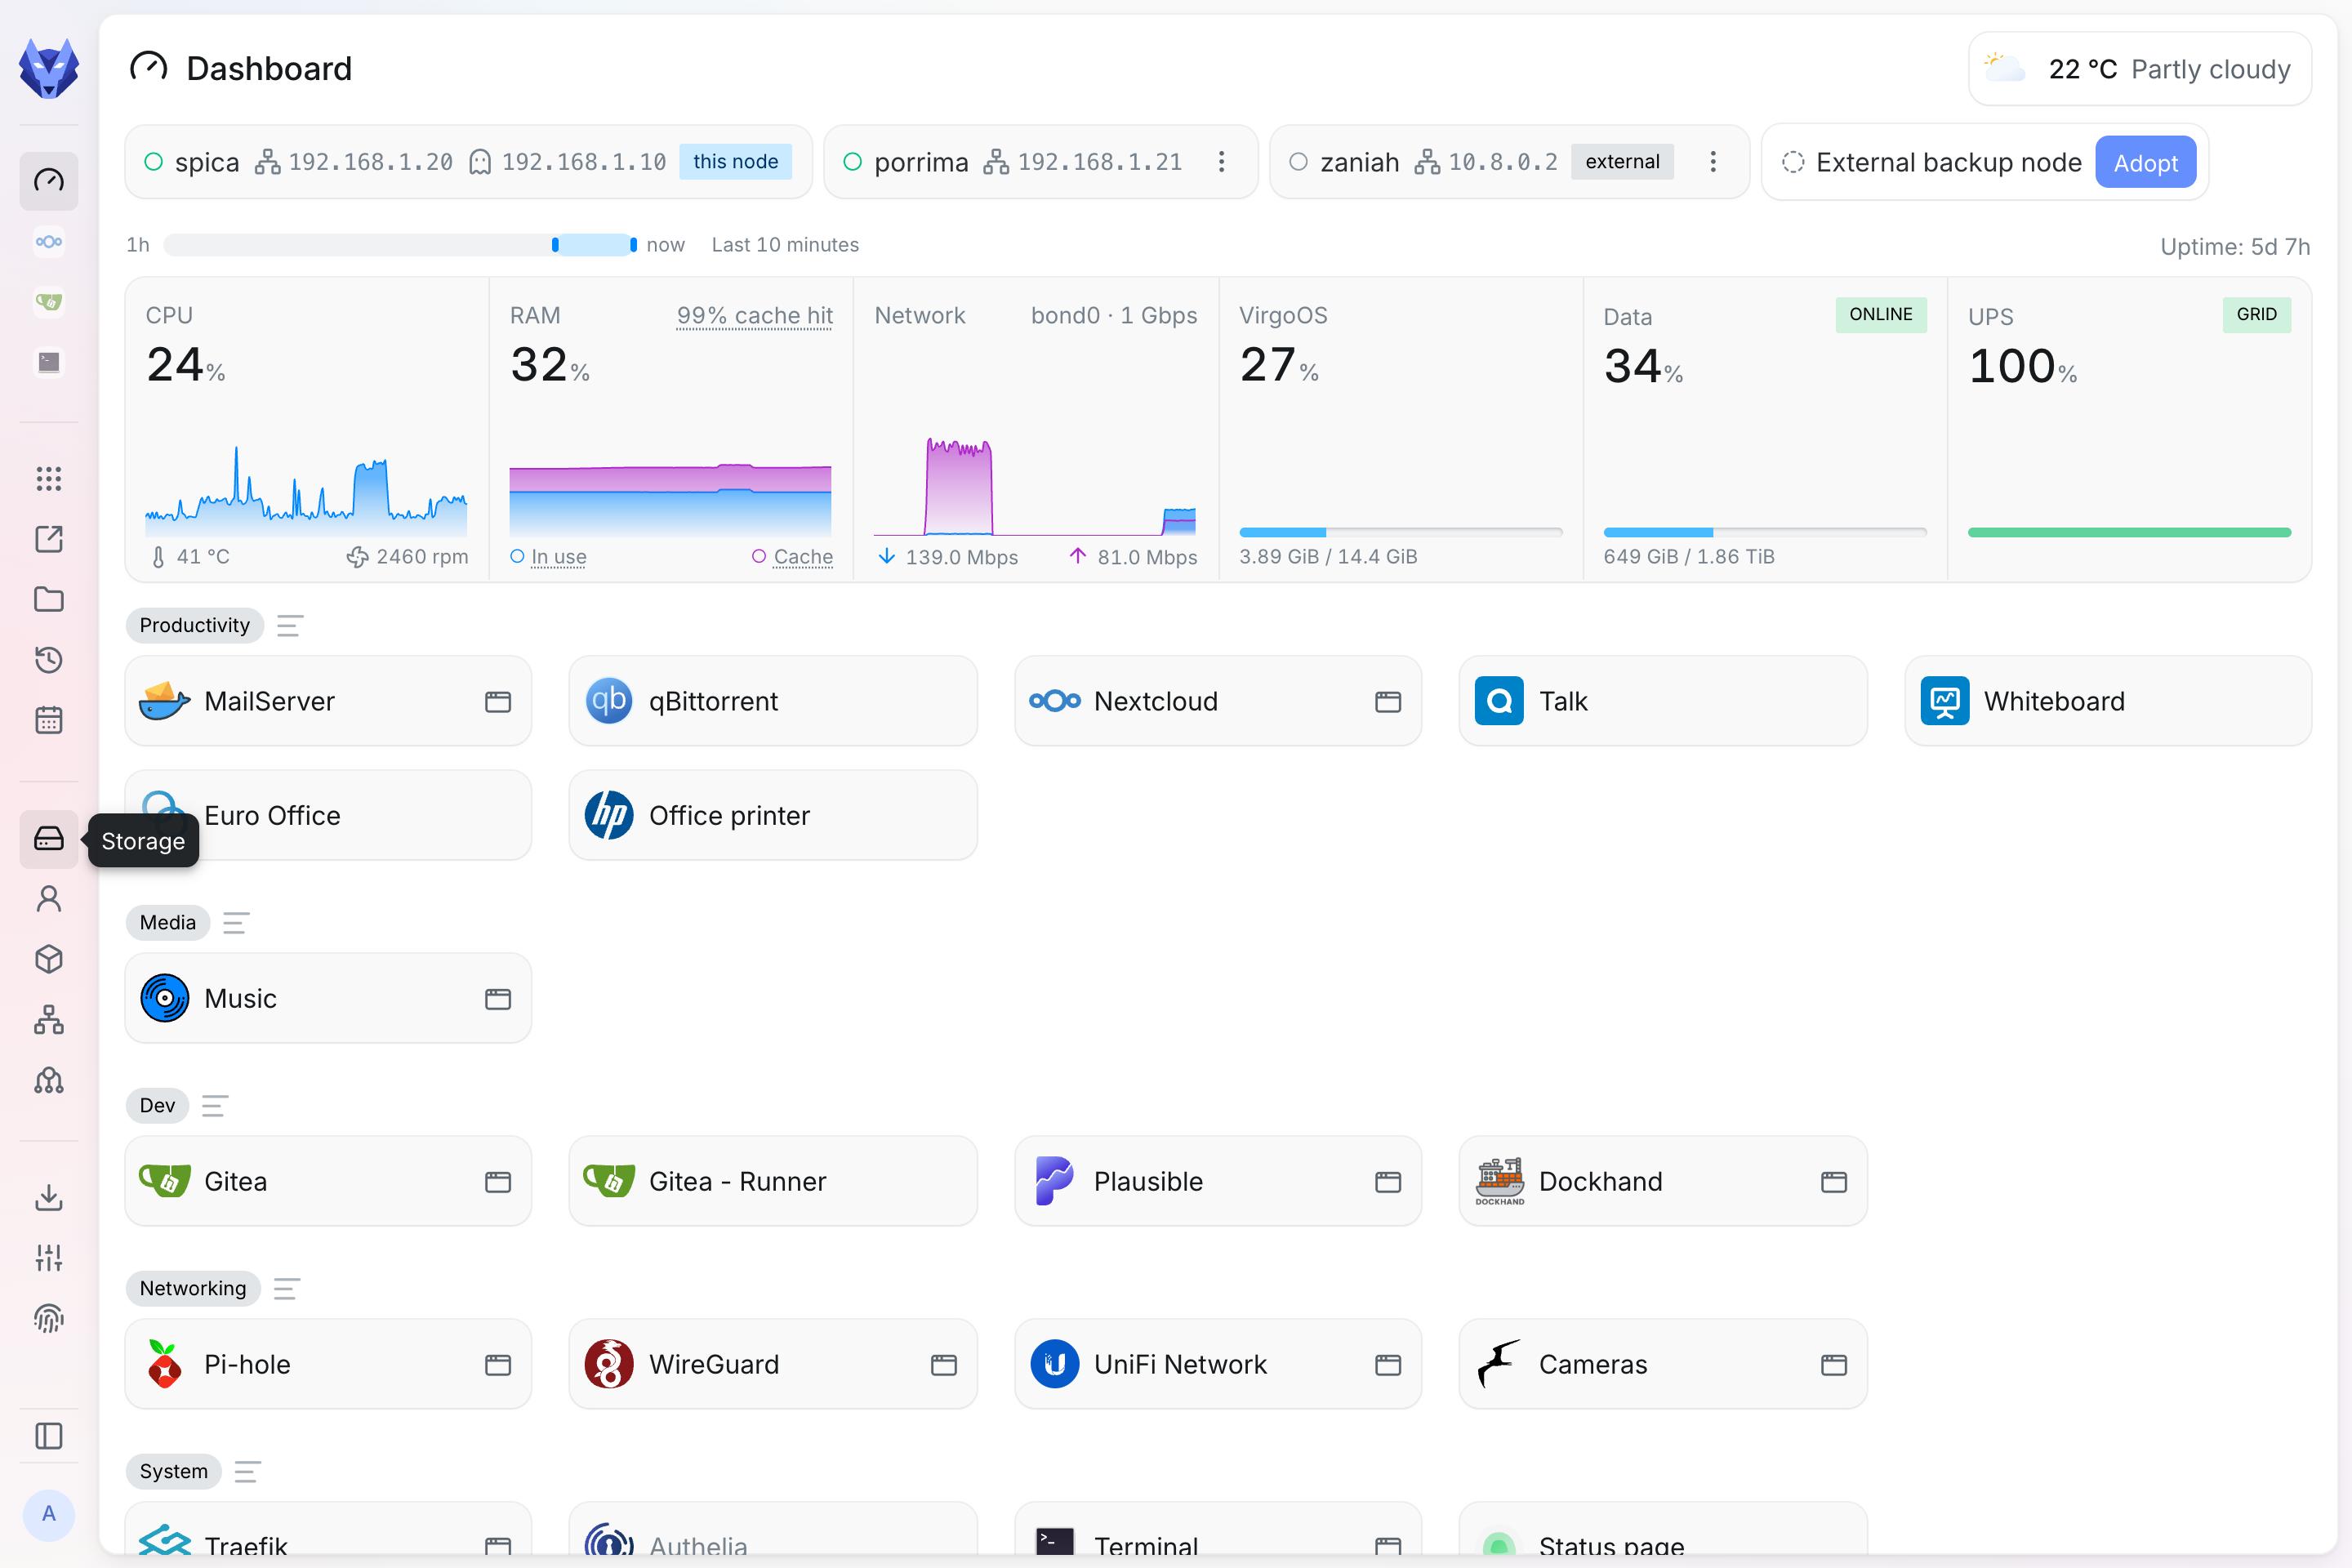 Dashboard
22 °C Partly cloudy
spica 192.168.1.20 192.168.1.10 this node
porrima 192.168.1.21
zaniah 10.8.0.2 external
External backup node Adopt
1h now Last 10 minutes
Uptime: 5d 7h
CPU
24%
41 °C 2460 rpm
RAM 99% cache hit
32%
In use Cache
Network bond0 · 1 Gbps
139.0 Mbps 81.0 Mbps
VirgoOS
27%
3.89 GiB / 14.4 GiB
Data ONLINE
34%
649 GiB / 1.86 TiB
UPS GRID
100%
Productivity
MailServer
qb qBittorrent
Nextcloud
Talk
Whiteboard
Euro Office
hp Office printer
Storage
Media
Music
Dev
Gitea
Gitea - Runner
Plausible
DOCKHAND Dockhand
Networking
Pi-hole
WireGuard
UniFi Network
Cameras
System
A
Traefik
Authelia
>_ Terminal
Status page